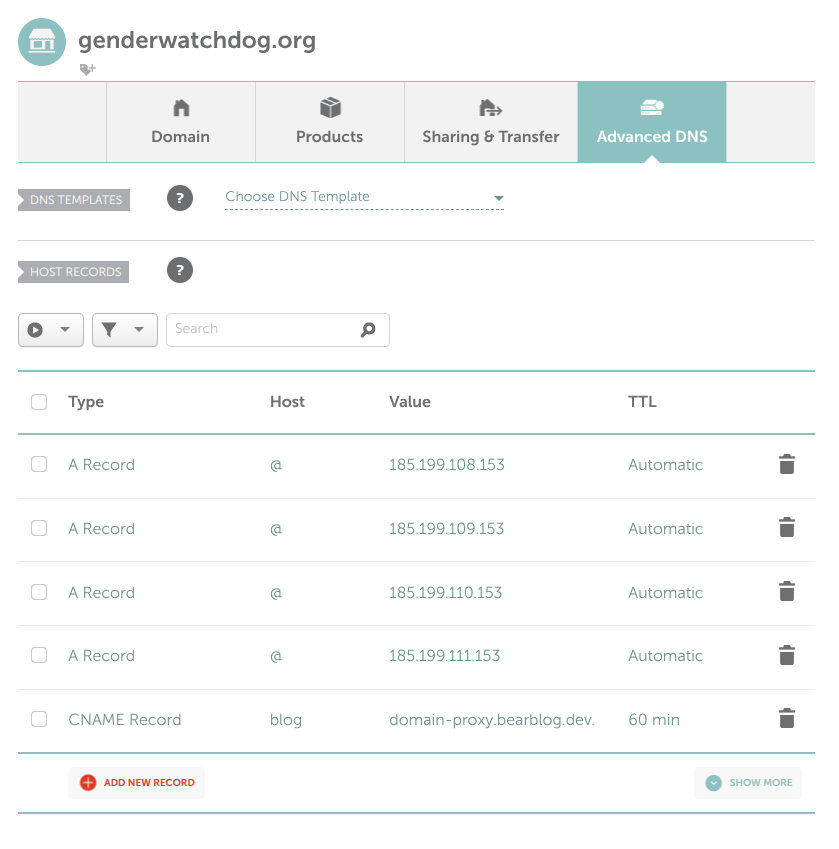 genderwatchdog.org
Domain
Products
Sharing & Transfer
Advanced DNS
DNS TEMPLATES ? Choose DNS Template
HOST RECORDS ?
Search
Type Host Value TTL
A Record @ 185.199.108.153 Automatic
A Record @ 185.199.109.153 Automatic
A Record @ 185.199.110.153 Automatic
A Record @ 185.199.111.153 Automatic
CNAME Record blog domain-proxy.bearblog.dev. 60 min
ADD NEW RECORD SHOW MORE